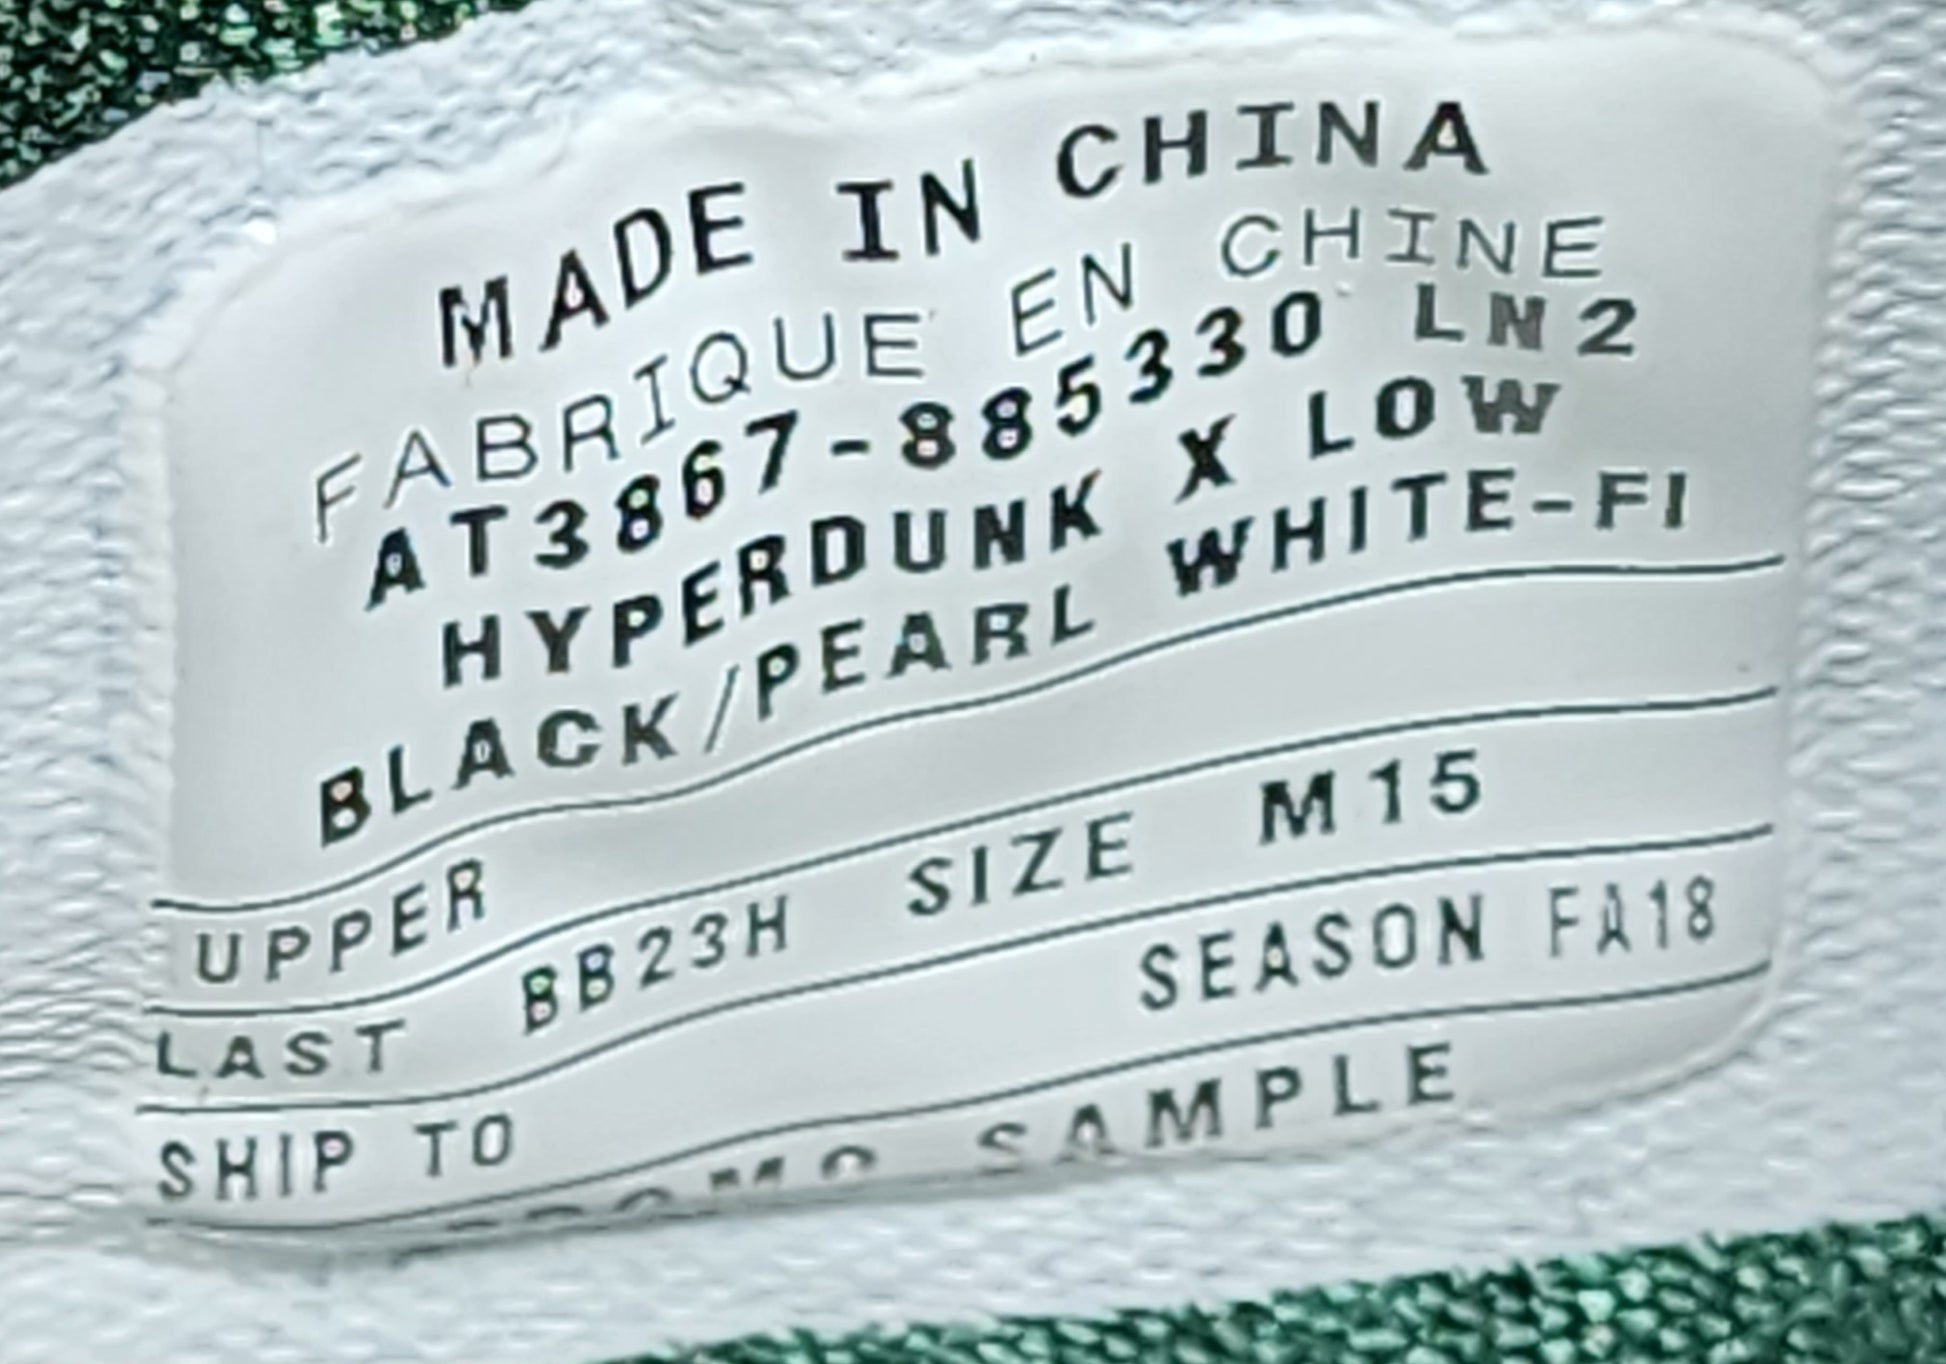 MADE IN CHINA
FABRIQUE EN CHINE
AT3867-885330 LN2
HYPERDUNK X LOW
BLACK/PEARL WHITE-FI
UPPER
LAST BB23H SIZE M15
SHIP TO SEASON FA18
SAMPLE